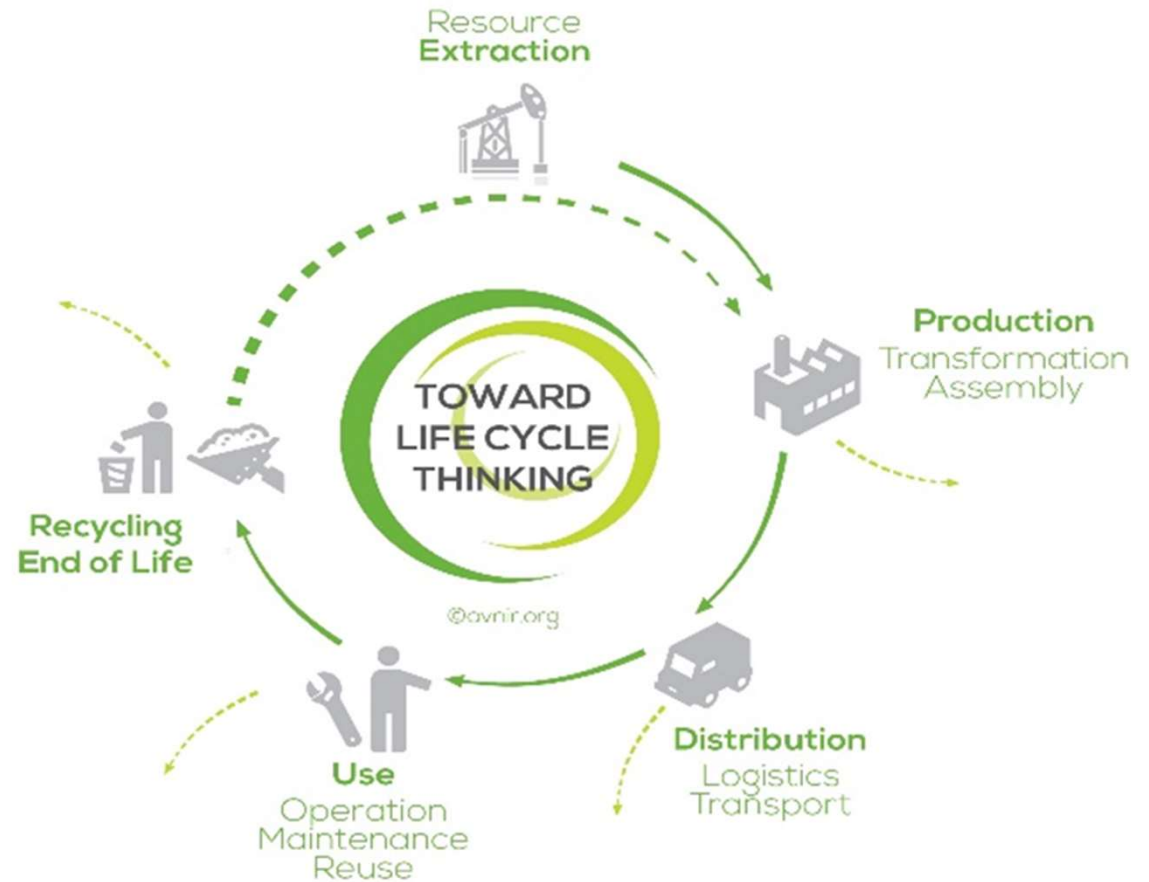 Resource
Extraction
Production
Transformation
Assembly
TOWARD
LIFE CYCLE
THINKING
Recycling
End of Life
©avnir.org
Distribution
Logistics
Transport
Use
Operation
Maintenance
Reuse